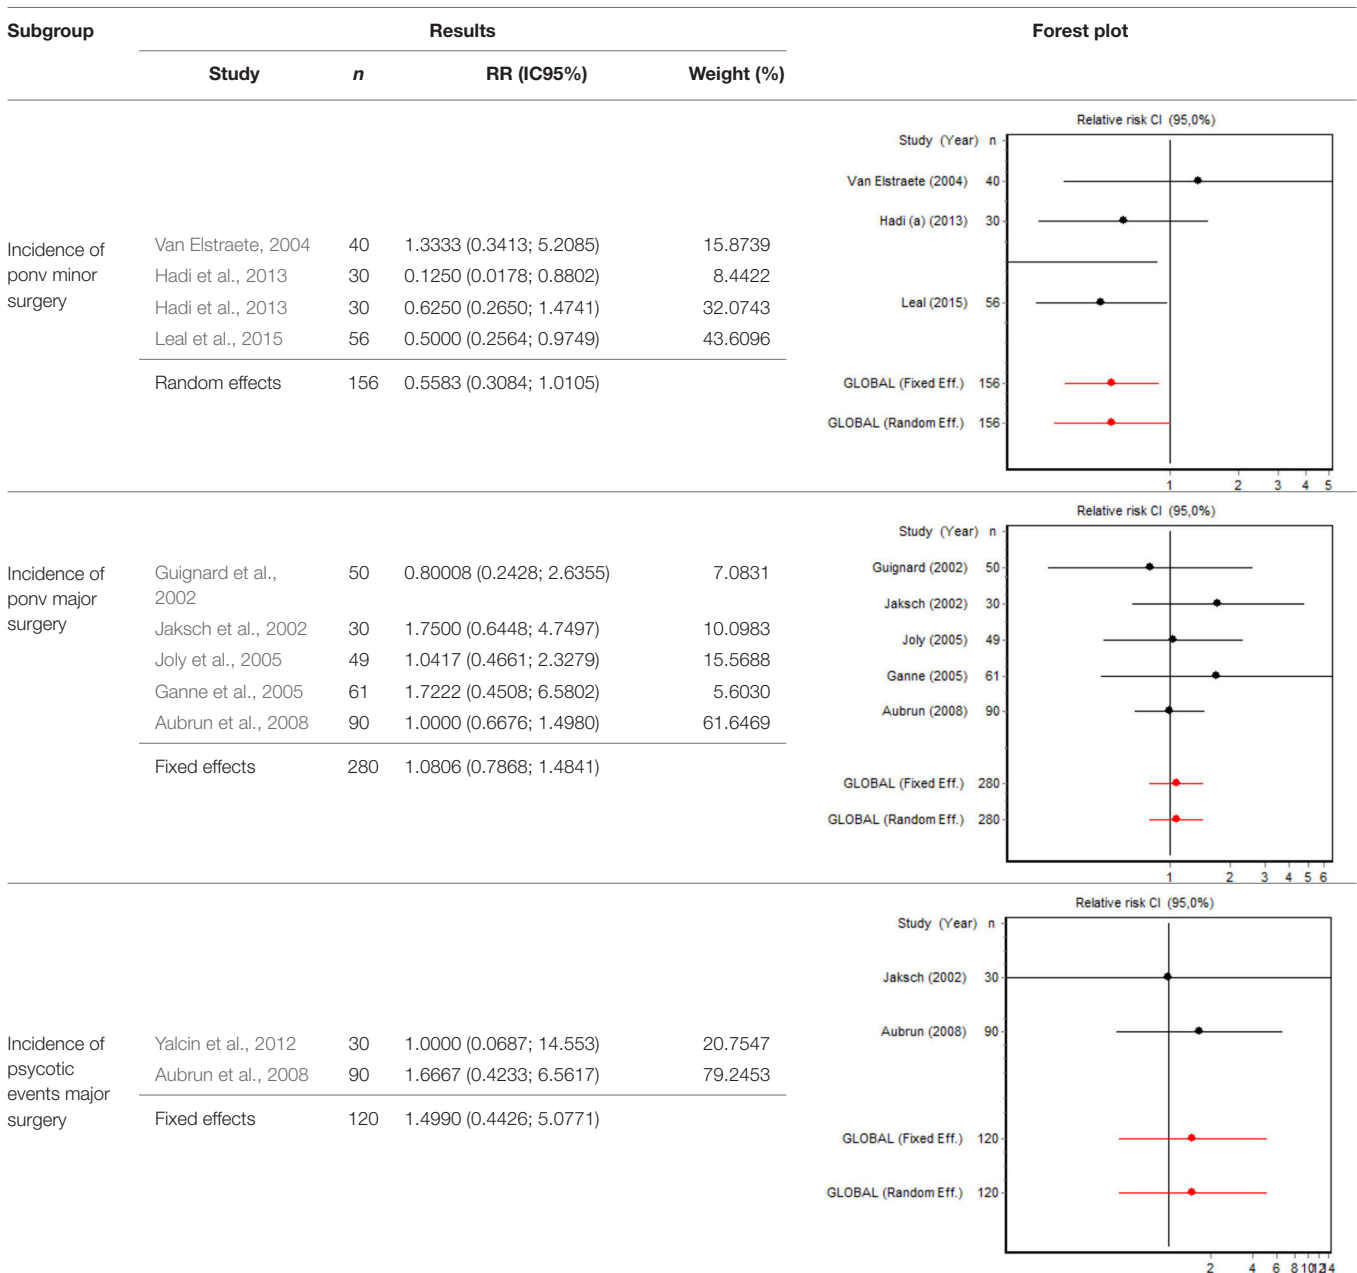 Subgroup Results Forest plot
Study n RR (IC95%) Weight (%)
Incidence of
ponv minor
surgery
Van Elstraete, 2004 40 1.3333 (0.3413; 5.2085) 15.8739
Hadi et al., 2013 30 0.1250 (0.0178; 0.8802) 8.4422
Hadi et al., 2013 30 0.6250 (0.2650; 1.4741) 32.0743
Leal et al., 2015 56 0.5000 (0.2564; 0.9749) 43.6096
Random effects 156 0.5583 (0.3084; 1.0105)
Relative risk CI (95,0%)
Study (Year) n
Van Elstraete (2004) 40
Hadi (a) (2013) 30
Leal (2015) 56
GLOBAL (Fixed Eff.) 156
GLOBAL (Random Eff.) 156
1 2 3 4 5
Incidence of
ponv major
surgery
Guignard et al.,
2002
50 0.80008 (0.2428; 2.6355) 7.0831
Jaksch et al., 2002 30 1.7500 (0.6448; 4.7497) 10.0983
Joly et al., 2005 49 1.0417 (0.4661; 2.3279) 15.5688
Ganne et al., 2005 61 1.7222 (0.4508; 6.5802) 5.6030
Aubrun et al., 2008 90 1.0000 (0.6676; 1.4980) 61.6469
Fixed effects 280 1.0806 (0.7868; 1.4841)
Relative risk CI (95,0%)
Study (Year) n
Guignard (2002) 50
Jaksch (2002) 30
Joly (2005) 49
Ganne (2005) 61
Aubrun (2008) 90
GLOBAL (Fixed Eff.) 280
GLOBAL (Random Eff.) 280
1 2 3 4 5 6
Incidence of
psycotic
events major
surgery
Yalcin et al., 2012 30 1.0000 (0.0687; 14.553) 20.7547
Aubrun et al., 2008 90 1.6667 (0.4233; 6.5617) 79.2453
Fixed effects 120 1.4990 (0.4426; 5.0771)
Relative risk CI (95,0%)
Study (Year) n
Jaksch (2002) 30
Aubrun (2008) 90
GLOBAL (Fixed Eff.) 120
GLOBAL (Random Eff.) 120
2 4 6 8 10 12 14